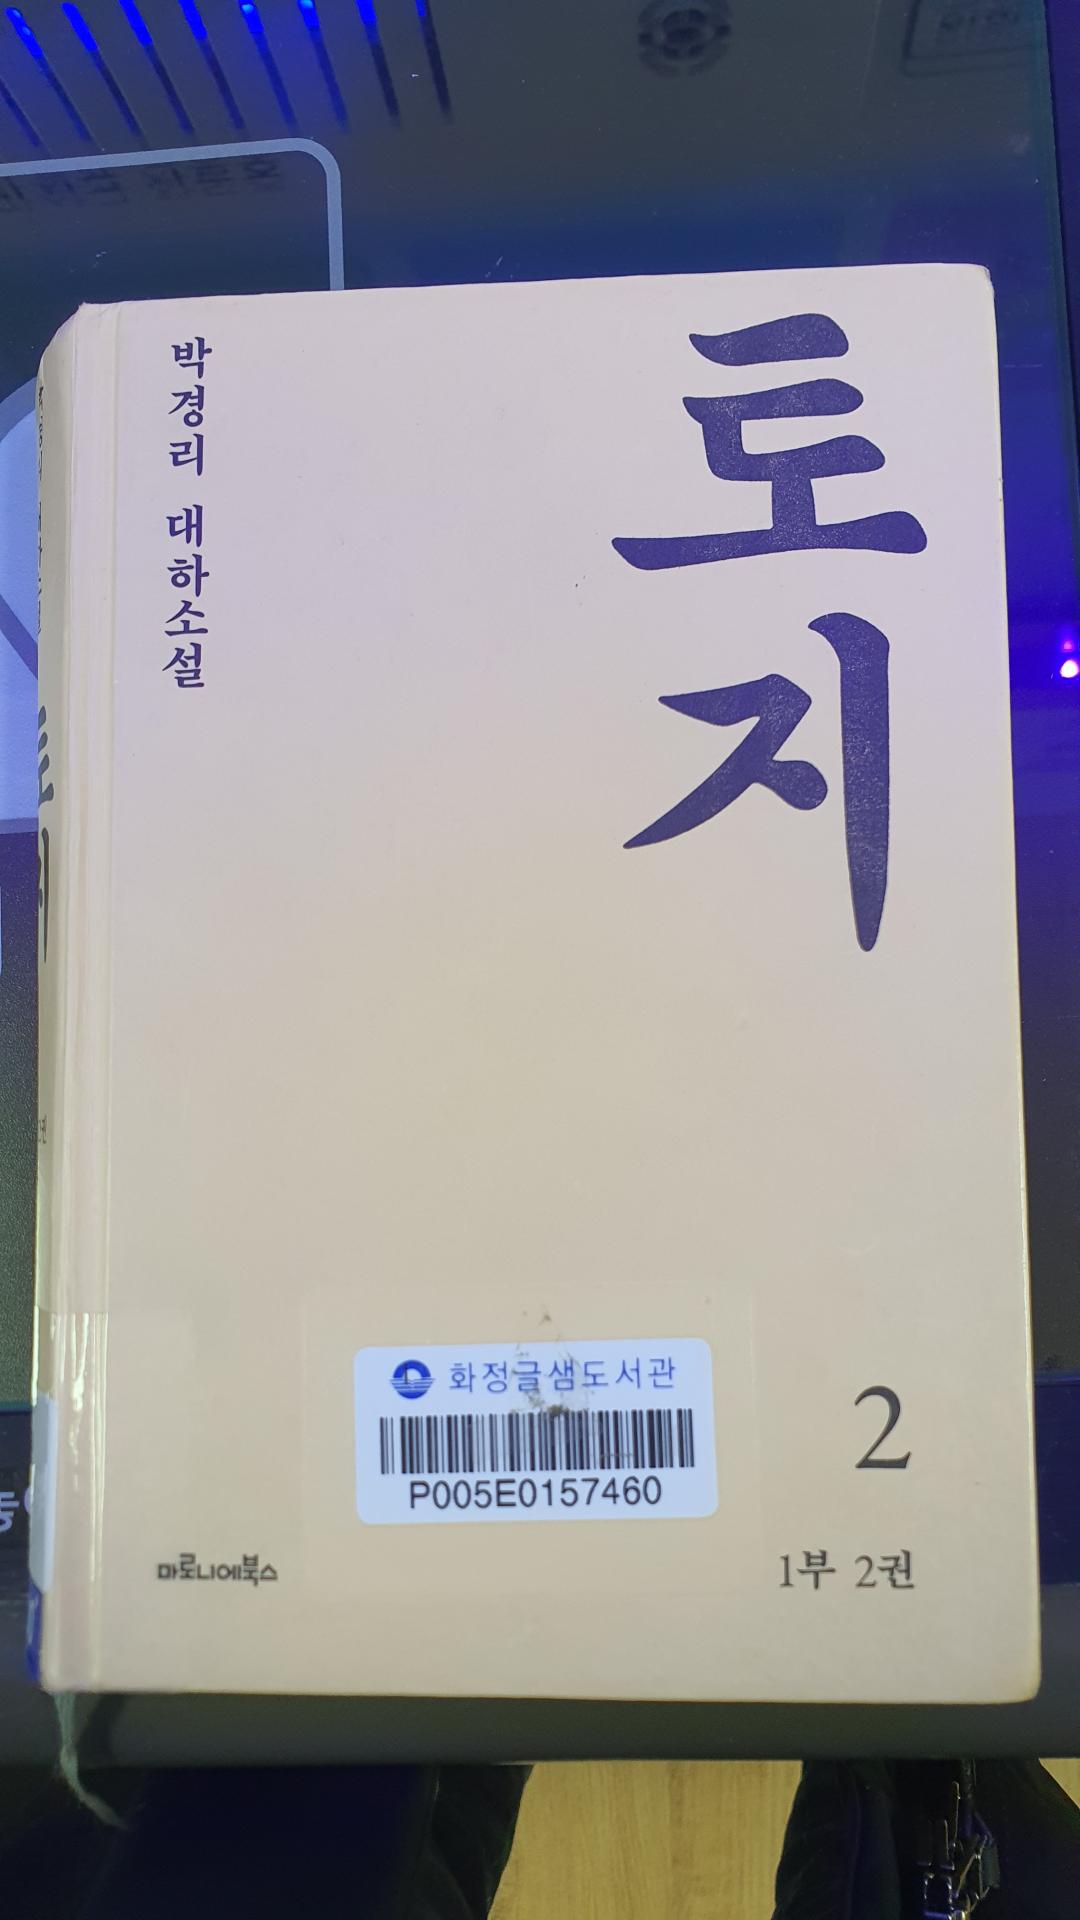 박경리 대하소설
토지
화정글샘도서관
P005E0157460
2
1부 2권
마로니에북스